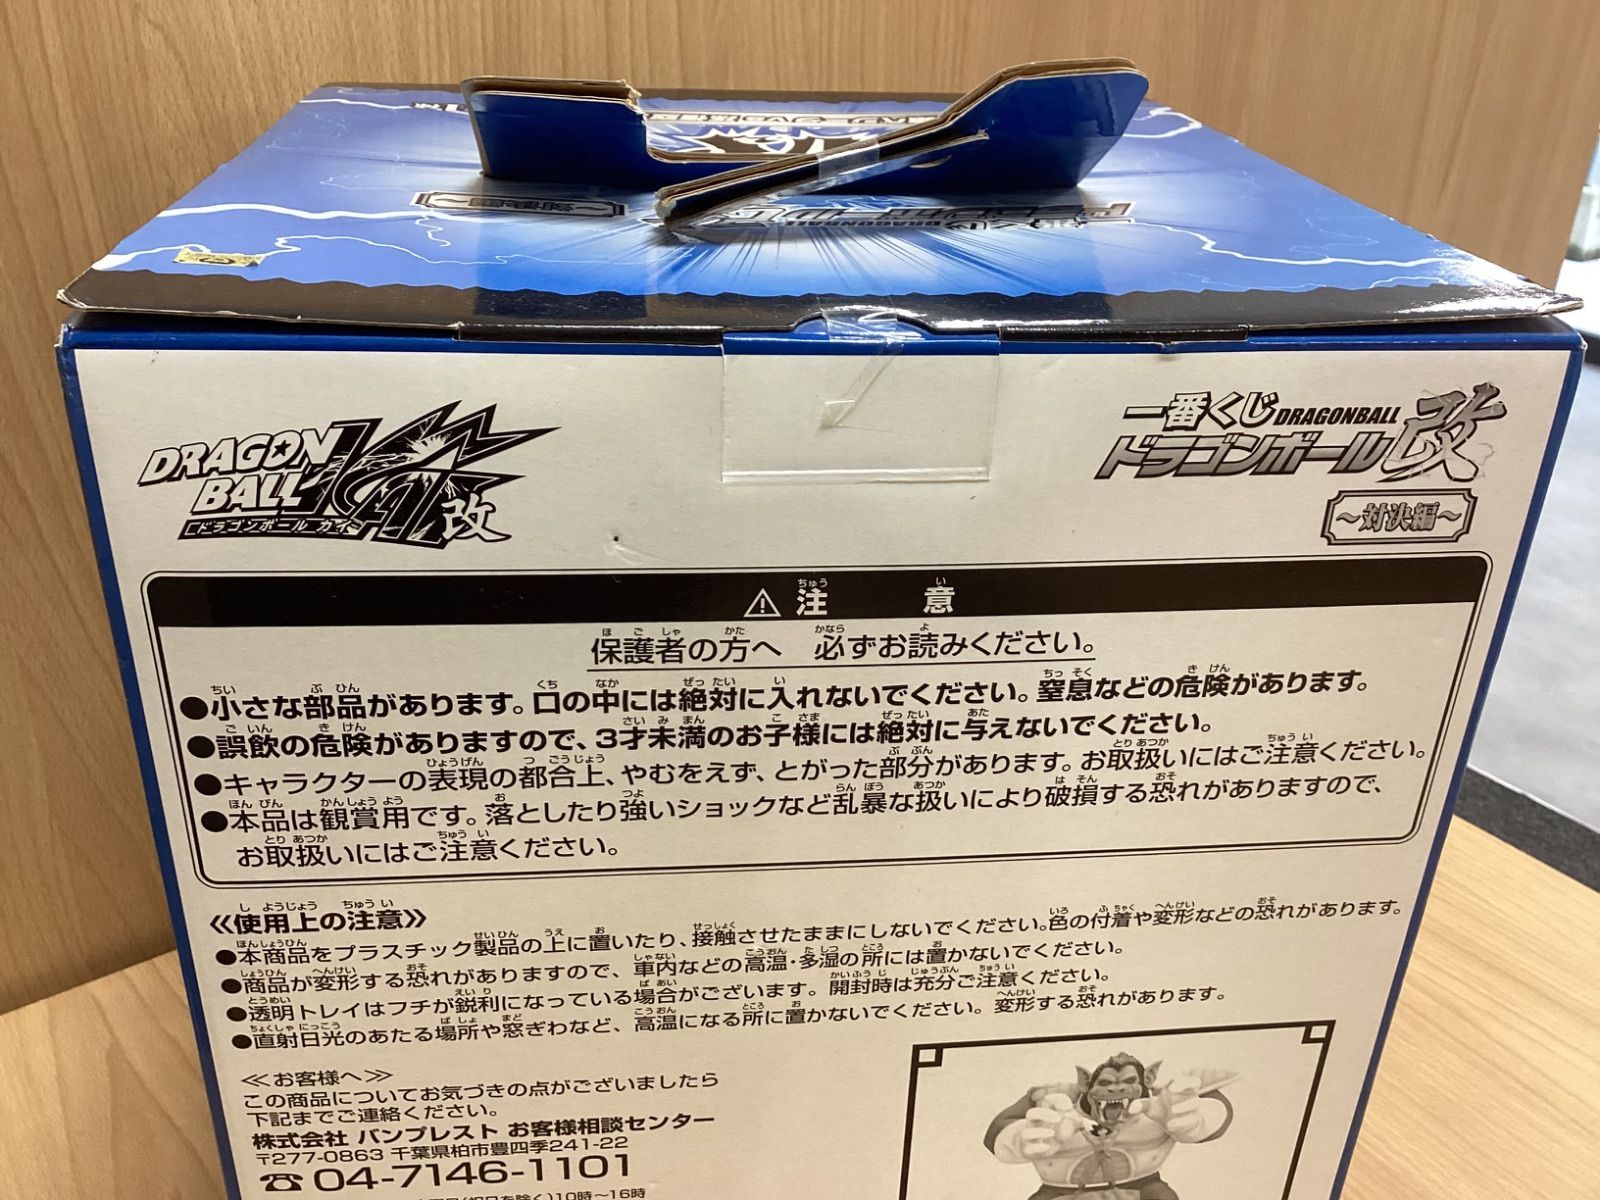 ~対決編~
DRAGON
BALL
KAI 改
ドラゴンボール カイ
一番くじ DRAGONBALL
ドラゴンボール改
~対決編~
⚠ 注意
保護者の方へ 必ずお読みください。
●小さな部品があります。口の中には絶対に入れないでください。窒息などの危険があります。
●誤飲の危険がありますので、3才未満のお子様には絶対に与えないでください。
●キャラクターの表現の都合上、やむをえず、とがった部分があります。お取扱いにはご注意ください。
●本品は観賞用です。落としたり強いショックなど乱暴な扱いにより破損する恐れがありますので、
お取扱いにはご注意ください。
≪使用上の注意≫
●本商品をプラスチック製品の上に置いたり、接触させたままにしないでください。色の付着や変形などの恐れがあります。
●商品が変形する恐れがありますので、車内などの高温・多湿の所には置かないでください。
●透明トレイはフチが鋭利になっている場合がございます。開封時は充分ご注意ください。
●直射日光のあたる場所や窓ぎわなど、高温になる所に置かないでください。変形する恐れがあります。
≪お客様へ≫
この商品についてお気づきの点がございましたら
下記までご連絡ください。
株式会社 バンプレスト お客様相談センター
〒277-0863 千葉県柏市豊四季241-22
☎ 04-7146-1101
(祝日を除く)10時~16時